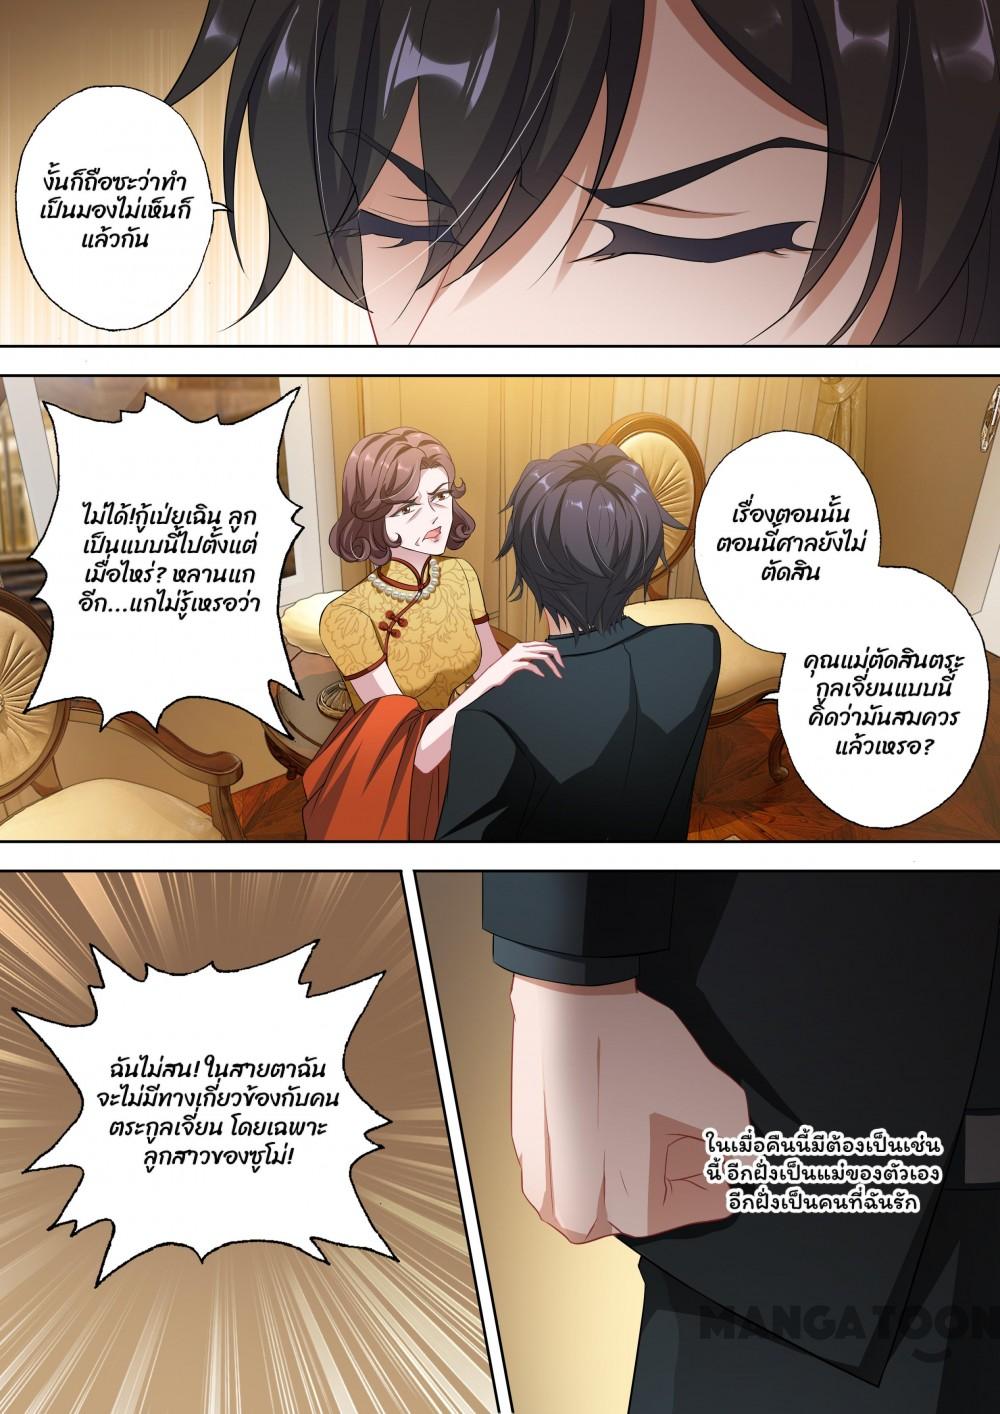 งั้นก็ถือซะว่าทำ
เป็นมองไม่เห็นก็
แล้วกัน
ไม่ได้!กู้เป่ยเฉิน ลูก
เป็นแบบนี้ไปตั้งแต่
เมื่อไหร่? หลานแก
อีก...แกไม่รู้เหรอว่า
เรื่องตอนนั้น
ตอนนี้ศาลยังไม่
ตัดสิน
คุณแม่ตัดสินตระ
กูลเจี่ยนแบบนี้
คิดว่ามันสมควร
แล้วเหรอ?
ฉันไม่สน! ในสายตาฉัน
จะไม่มีทางเกี่ยวข้องกับคน
ตระกูลเจี่ยน โดยเฉพาะ
ลูกสาวของซูโม่!
ในเมื่อคืนนี้มีต้องเป็นเช่น
นี้ อีกฝั่งเป็นแม่ของตัวเอง
อีกฝั่งเป็นคนที่ฉันรัก
MANGATOON